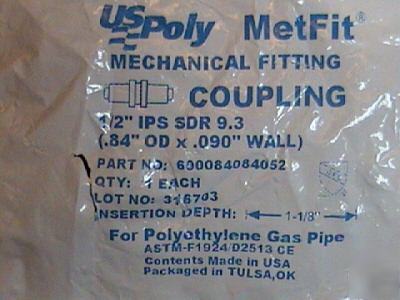 USPoly MetFit®
MECHANICAL FITTING
COUPLING
1/2" IPS SDR 9.3
(.84" OD x .090" WALL)
PART NO: 690084084052
QTY: 1 EACH
LOT NO: 316703
INSERTION DEPTH: 1-1/8"
For Polyethylene Gas Pipe
ASTM-F1924/D2513 CE
Contents Made in USA
Packaged in TULSA,OK